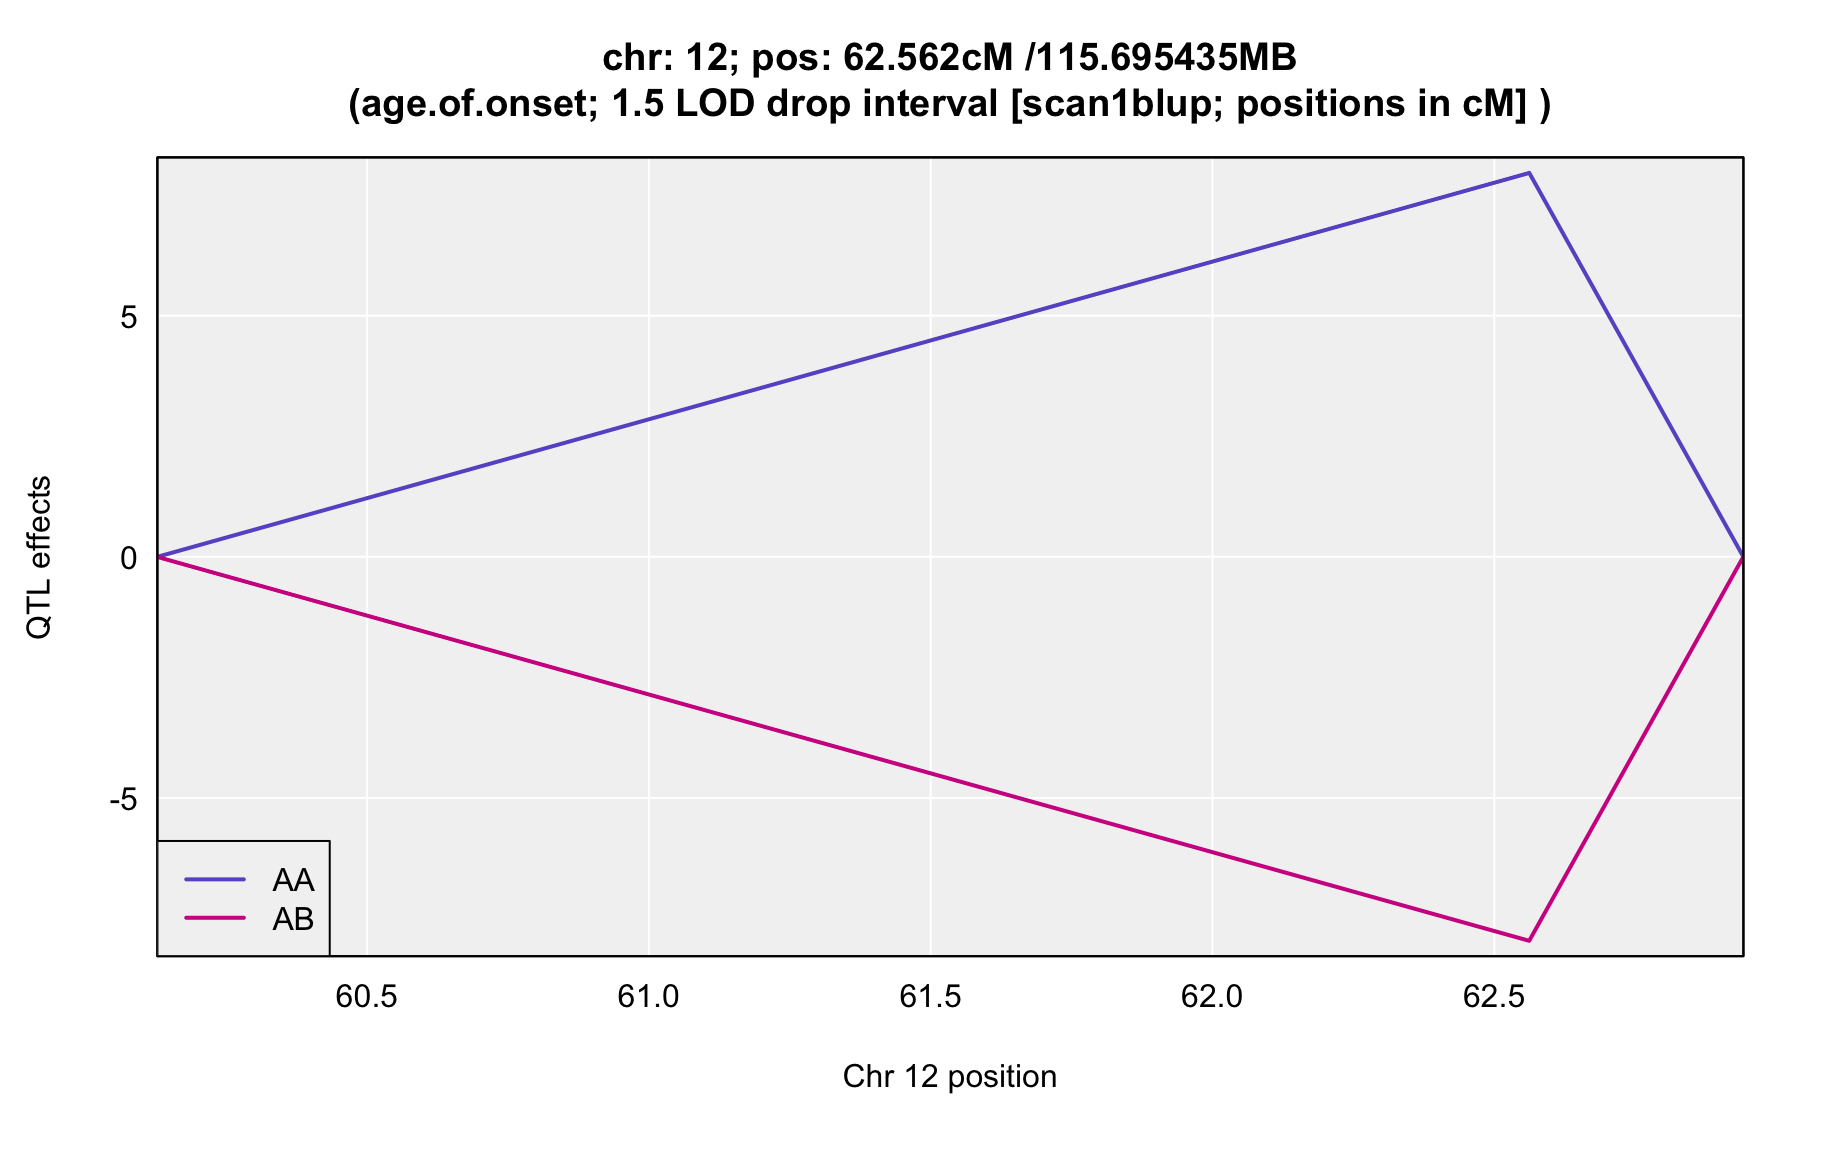 chr: 12; pos: 62.562cM /115.695435MB
(age.of.onset; 1.5 LOD drop interval [scan1blup; positions in cM] )
QTL effects
5
0
-5
AA
AB
60.5 61.0 61.5 62.0 62.5
Chr 12 position